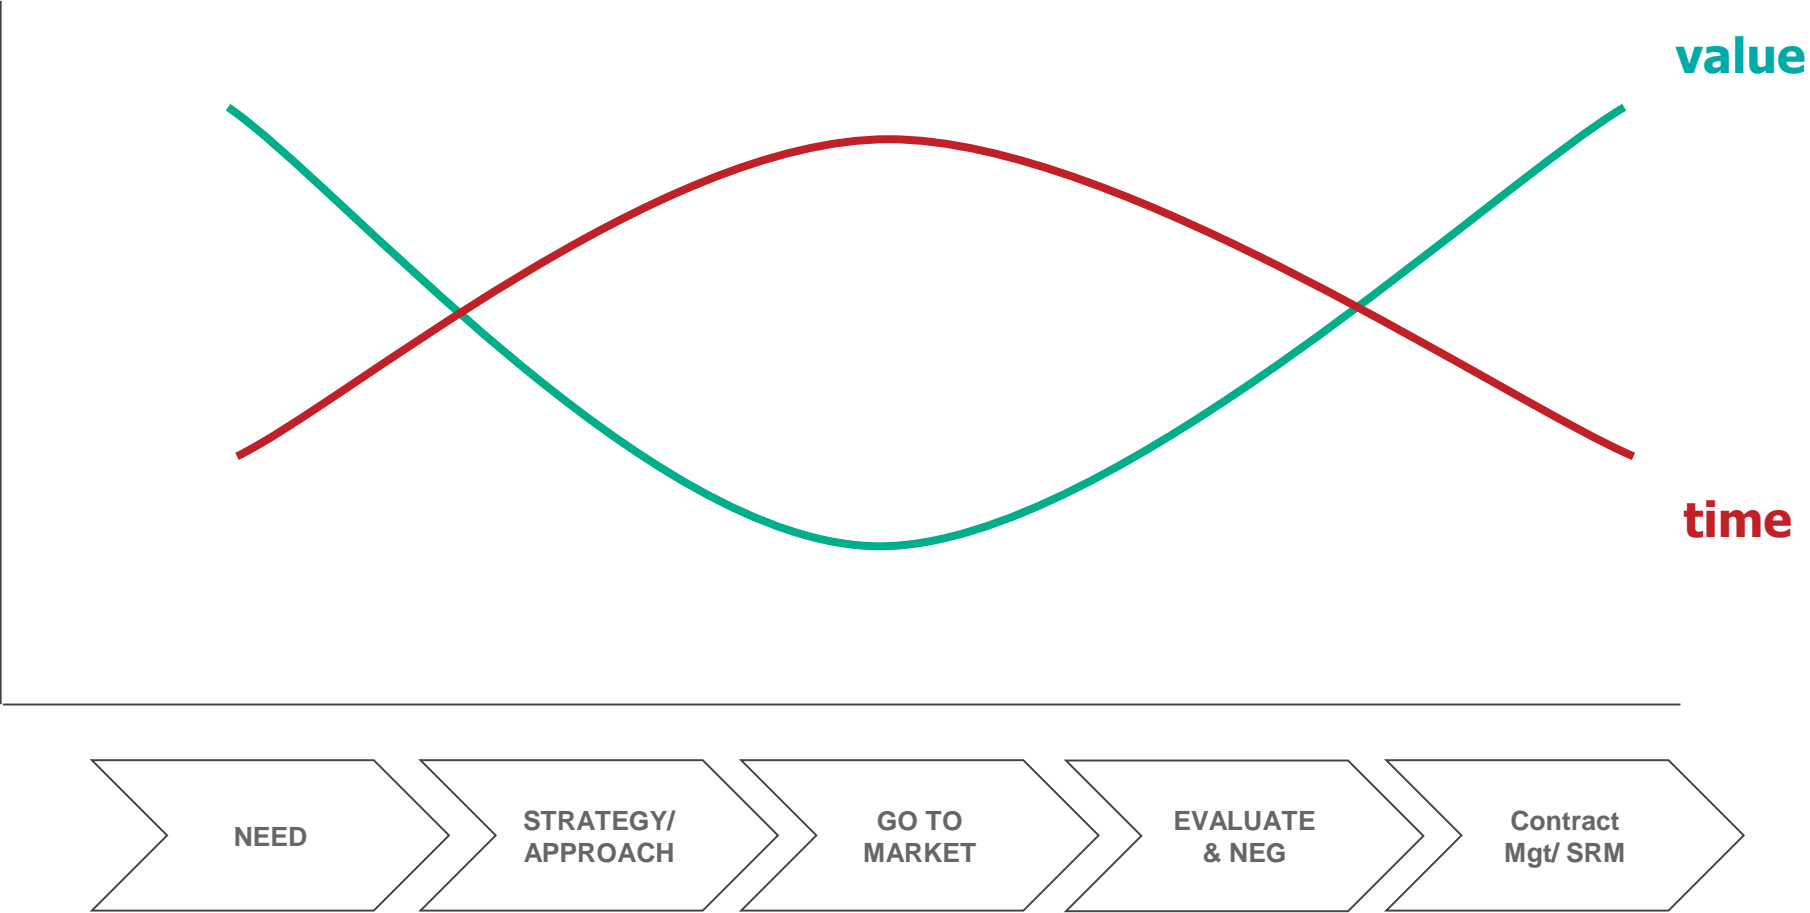 value
time
NEED
STRATEGY/
APPROACH
GO TO
MARKET
EVALUATE
& NEG
Contract
Mgt/ SRM